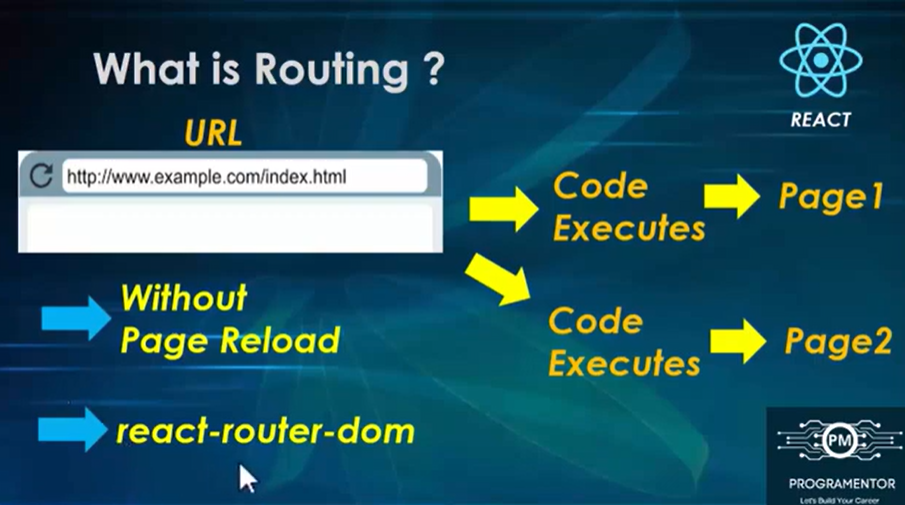 What is Routing ?
REACT
URL
http://www.example.com/index.html
Code
Executes
Page1
Without
Page Reload
Code
Executes
Page2
react-router-dom
PM
PROGRAMENTOR
Let's Build Your Career